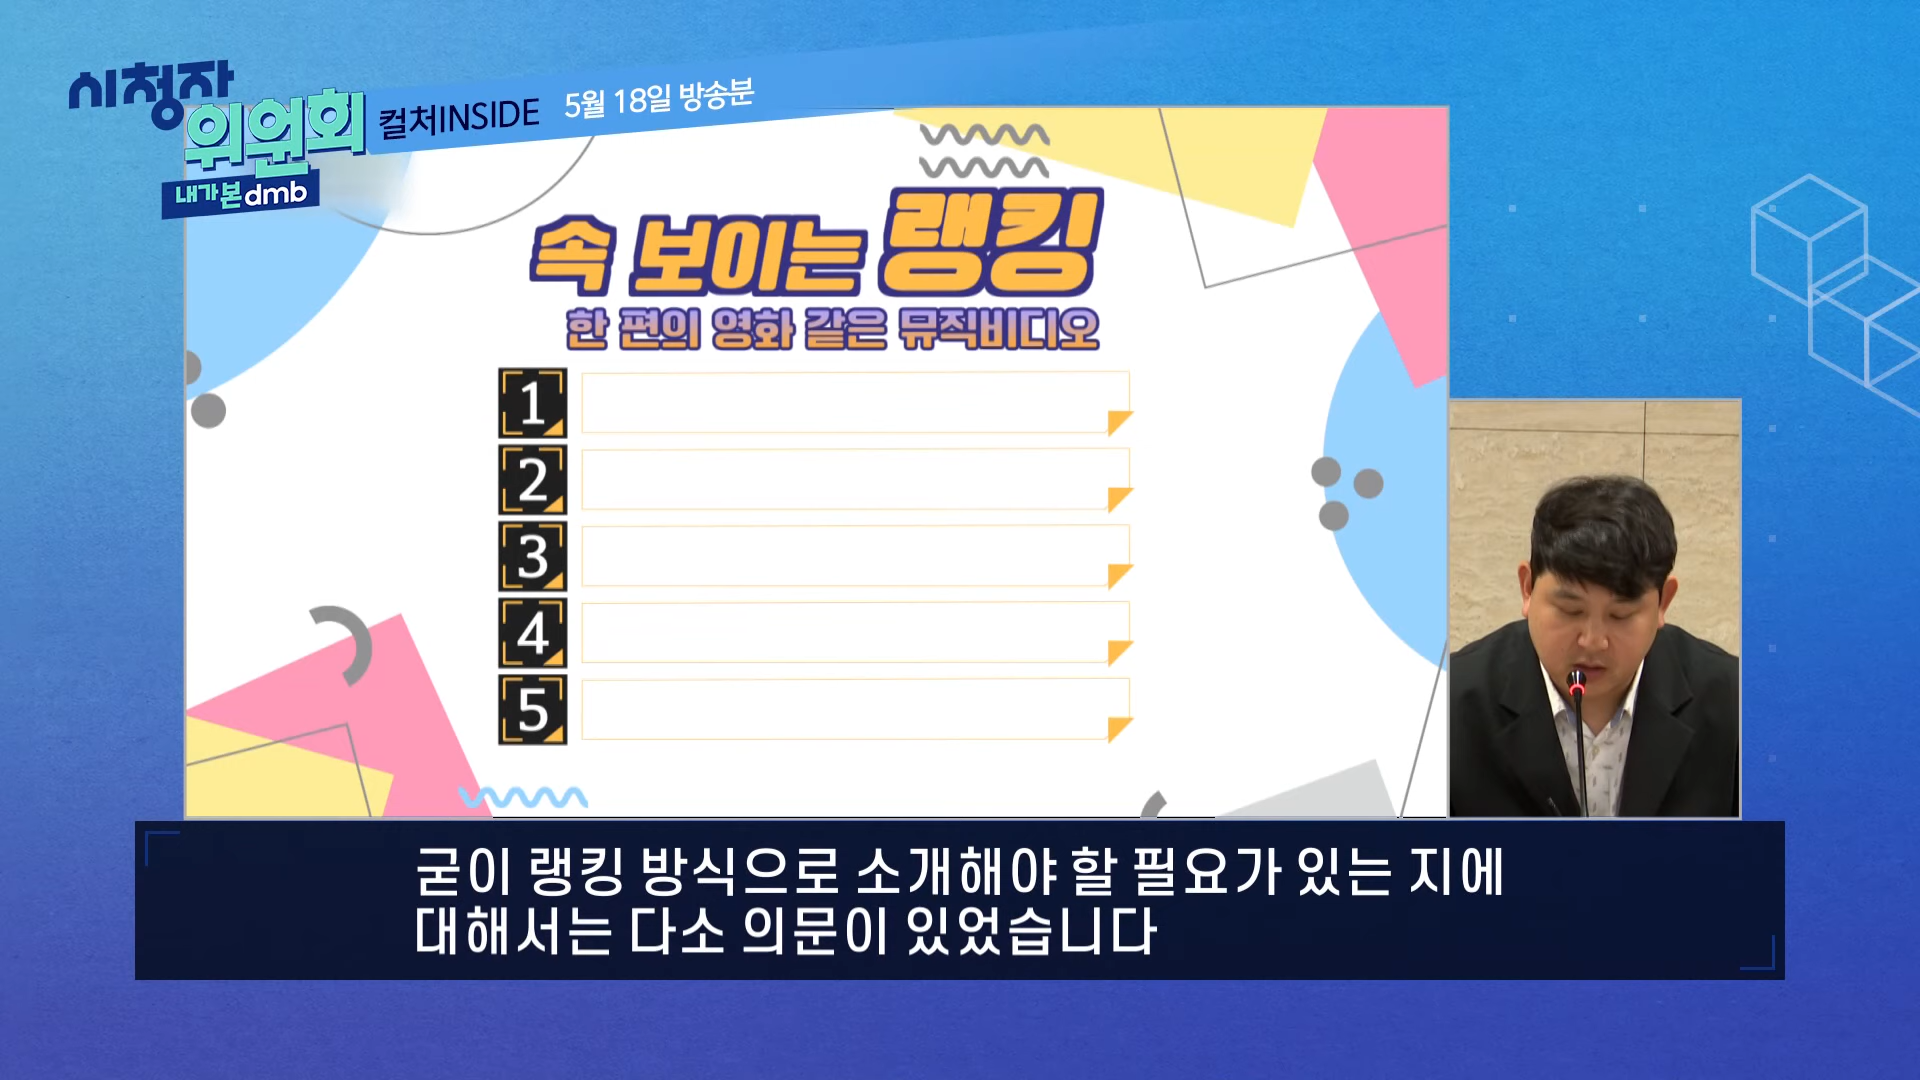 시청자
위원회
내가 본 dmb
컬처INSIDE 5월 18일 방송분
속 보이는 랭킹
한 편의 영화 같은 뮤직비디오
1
2
3
4
5
굳이 랭킹 방식으로 소개해야 할 필요가 있는 지에
대해서는 다소 의문이 있었습니다